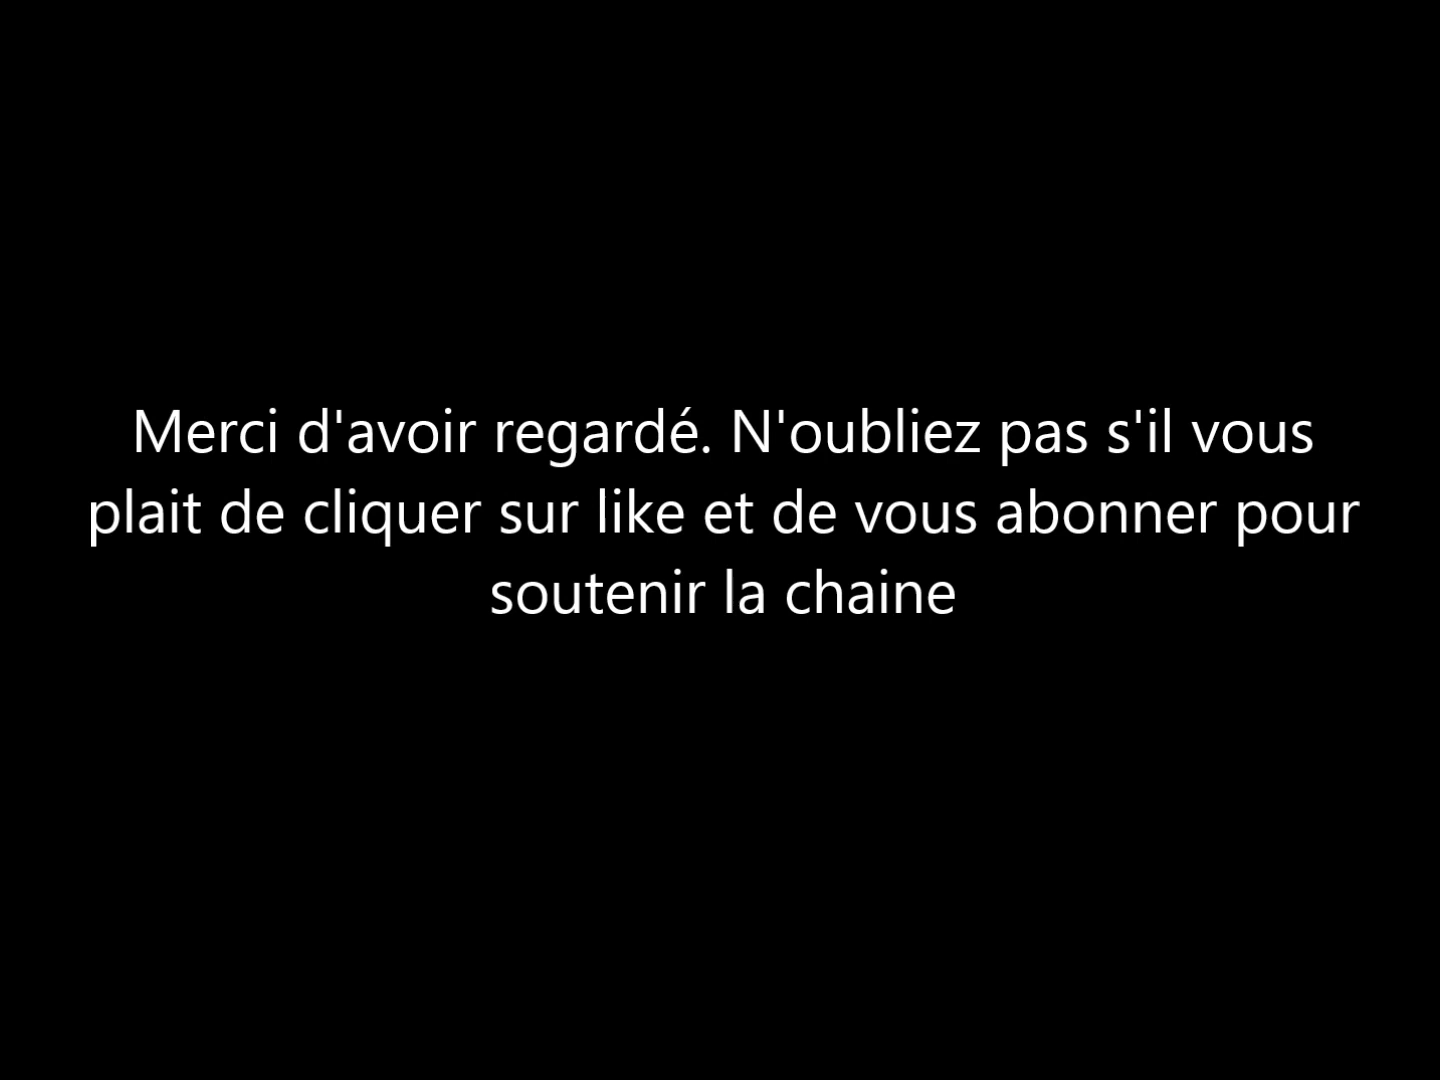 Merci d'avoir regardé. N'oubliez pas s'il vous
plait de cliquer sur like et de vous abonner pour
soutenir la chaine